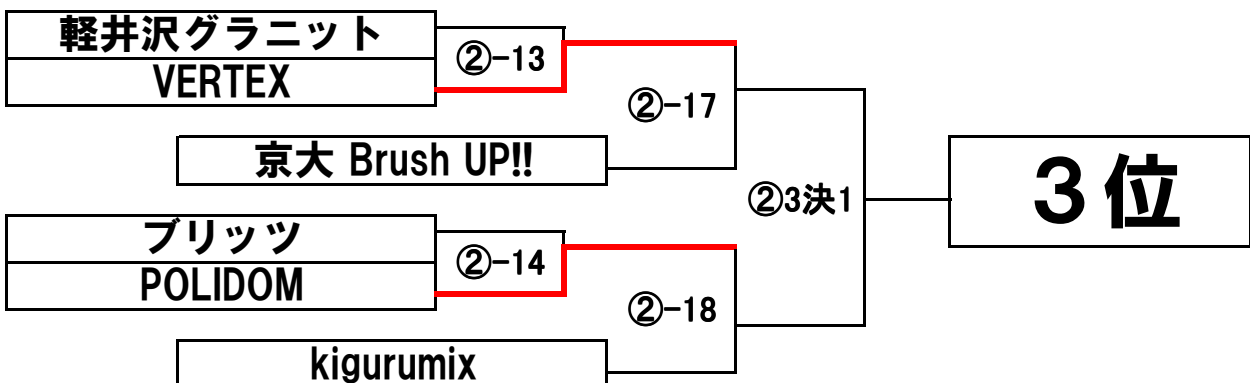 軽井沢グラニット
②-13
VERTEX
②-17
京大 Brush UP!!
②3決1
３位
ブリッツ
②-14
POLIDOM
②-18
kigurumix